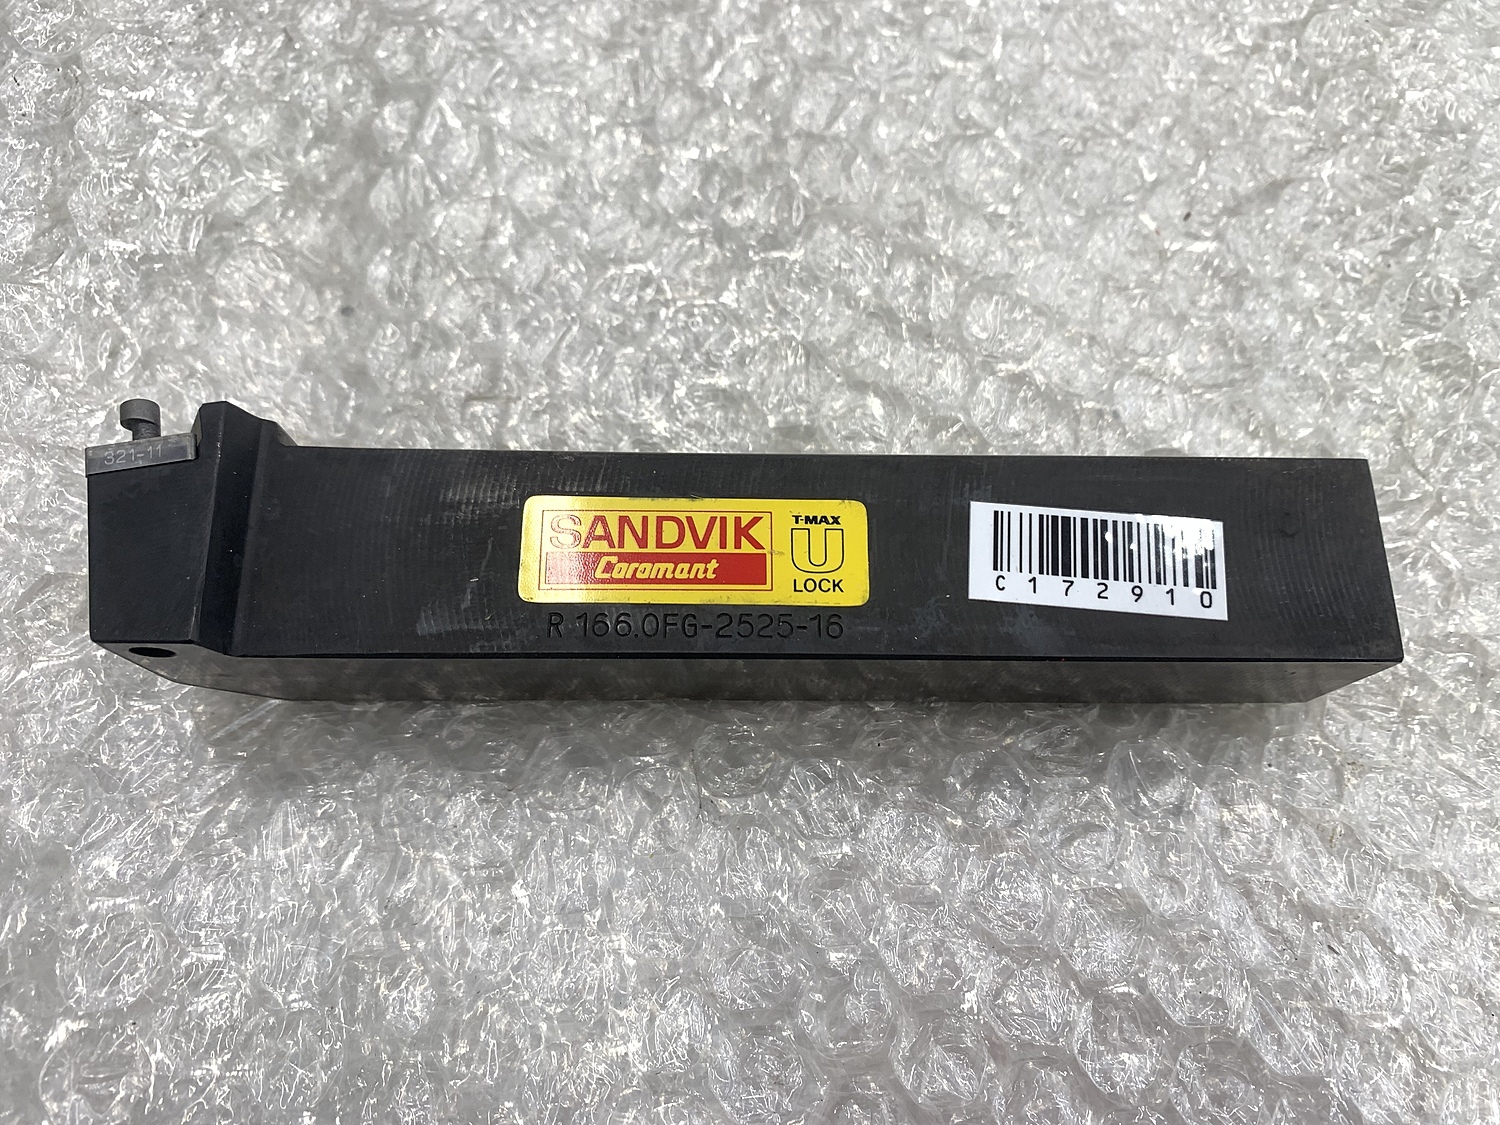 321-11
SANDVIK
Coromant
T-MAX
U
LOCK
R 166.0FG-2525-16
C172910